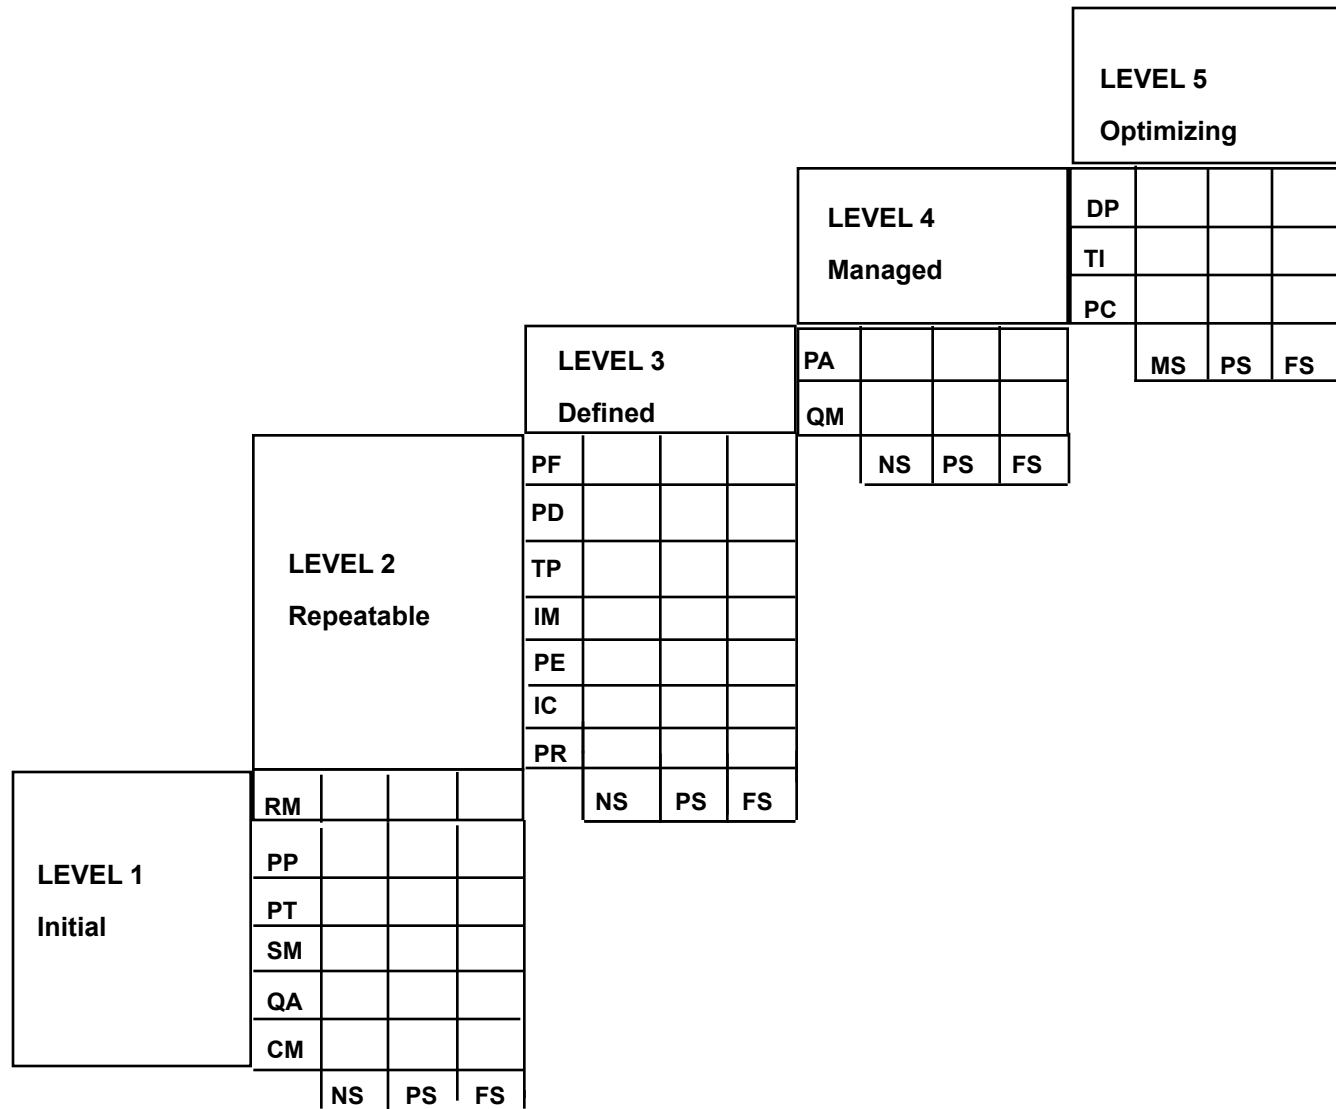 LEVEL 5
Optimizing
LEVEL 4
Managed
DP
TI
PC
MS PS FS
LEVEL 3
Defined
PA
QM
NS PS FS
LEVEL 2
Repeatable
PF
PD
TP
IM
PE
IC
PR
NS PS FS
LEVEL 1
Initial
RM
PP
PT
SM
QA
CM
NS PS FS